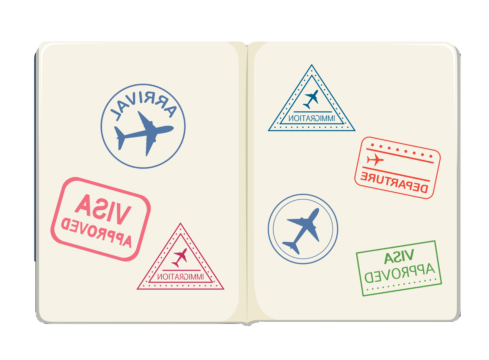 ARRIVAL
VISA
APPROVED
IMMIGRATION
IMMIGRATION
DEPARTURE
VISA
APPROVED